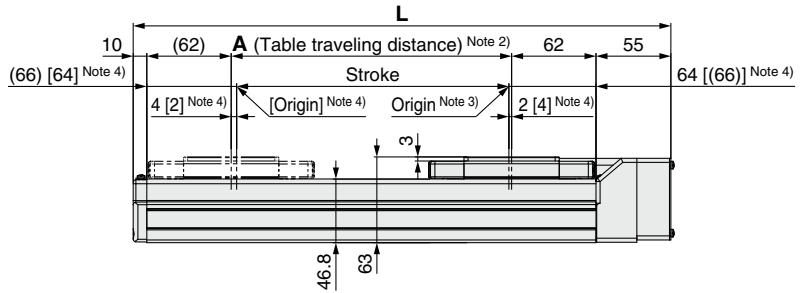 L
10 (62) A (Table traveling distance) Note 2) 62 55
(66) [64] Note 4) Stroke 64 [(66)] Note 4)
4 [2] Note 4) [Origin] Note 4) Origin Note 3) 2 [4] Note 4)
3
46.8
63